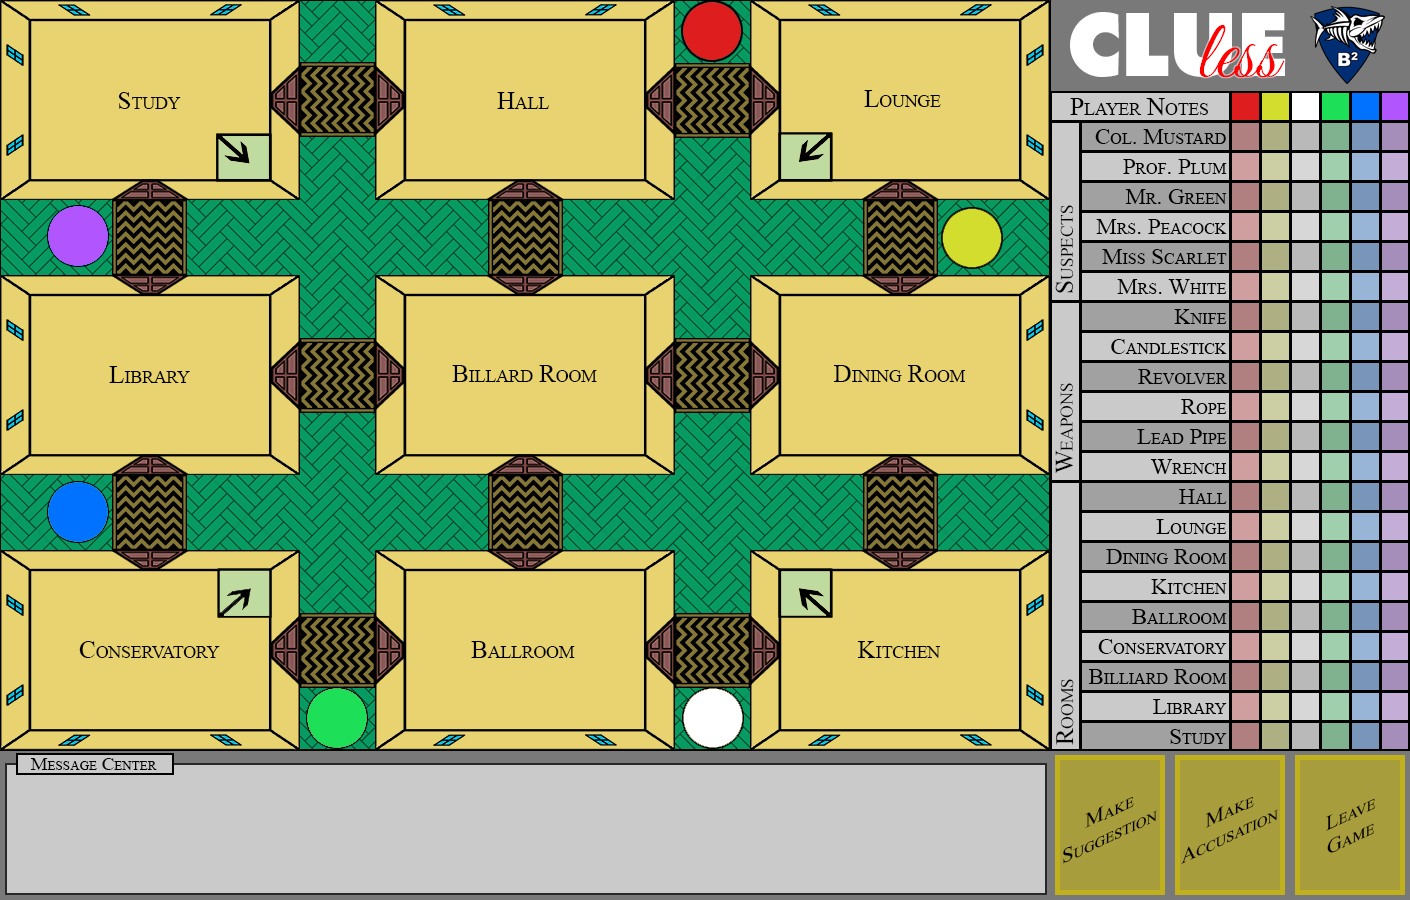 CLUE
less
B²
STUDY
HALL
LOUNGE
LIBRARY
BILLARD ROOM
DINING ROOM
CONSERVATORY
BALLROOM
KITCHEN
PLAYER NOTES
SUSPECTS
COL. MUSTARD
PROF. PLUM
MR. GREEN
MRS. PEACOCK
MISS SCARLET
MRS. WHITE
WEAPONS
KNIFE
CANDLESTICK
REVOLVER
ROPE
LEAD PIPE
WRENCH
ROOMS
HALL
LOUNGE
DINING ROOM
KITCHEN
BALLROOM
CONSERVATORY
BILLIARD ROOM
LIBRARY
STUDY
MESSAGE CENTER
MAKE
SUGGESTION
MAKE
ACCUSATION
LEAVE
GAME